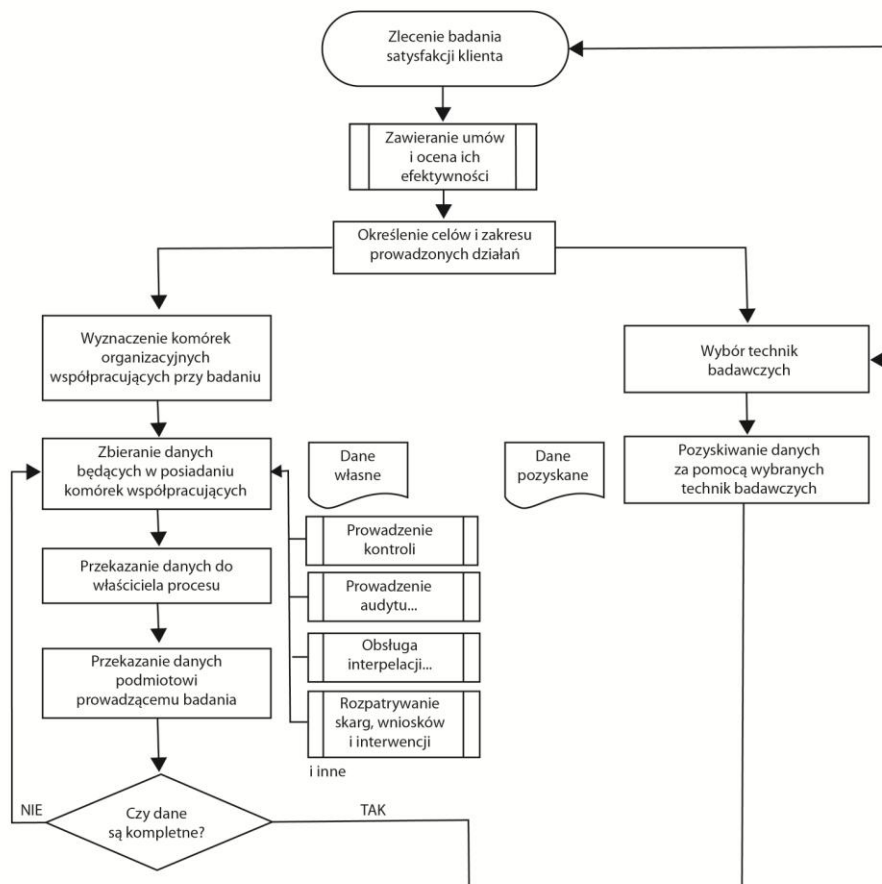 Zlecenie badania
satysfakcji klienta
Zawieranie umów
i ocena ich
efektywności
Określenie celów i zakresu
prowadzonych działań
Wyznaczenie komórek
organizacyjnych
współpracujących przy badaniu
Wybór technik
badawczych
Zbieranie danych
będących w posiadaniu
komórek współpracujących
Dane
własne
Dane
pozyskane
Pozyskiwanie danych
za pomocą wybranych
technik badawczych
Prowadzenie
kontroli
Przekazanie danych do
właściciela procesu
Prowadzenie
audytu...
Obsługa
interpelacji...
Przekazanie danych
podmiotowi
prowadzącemu badania
Rozpatrywanie
skarg, wniosków
i interwencji
i inne
NIE
Czy dane
są kompletne?
TAK